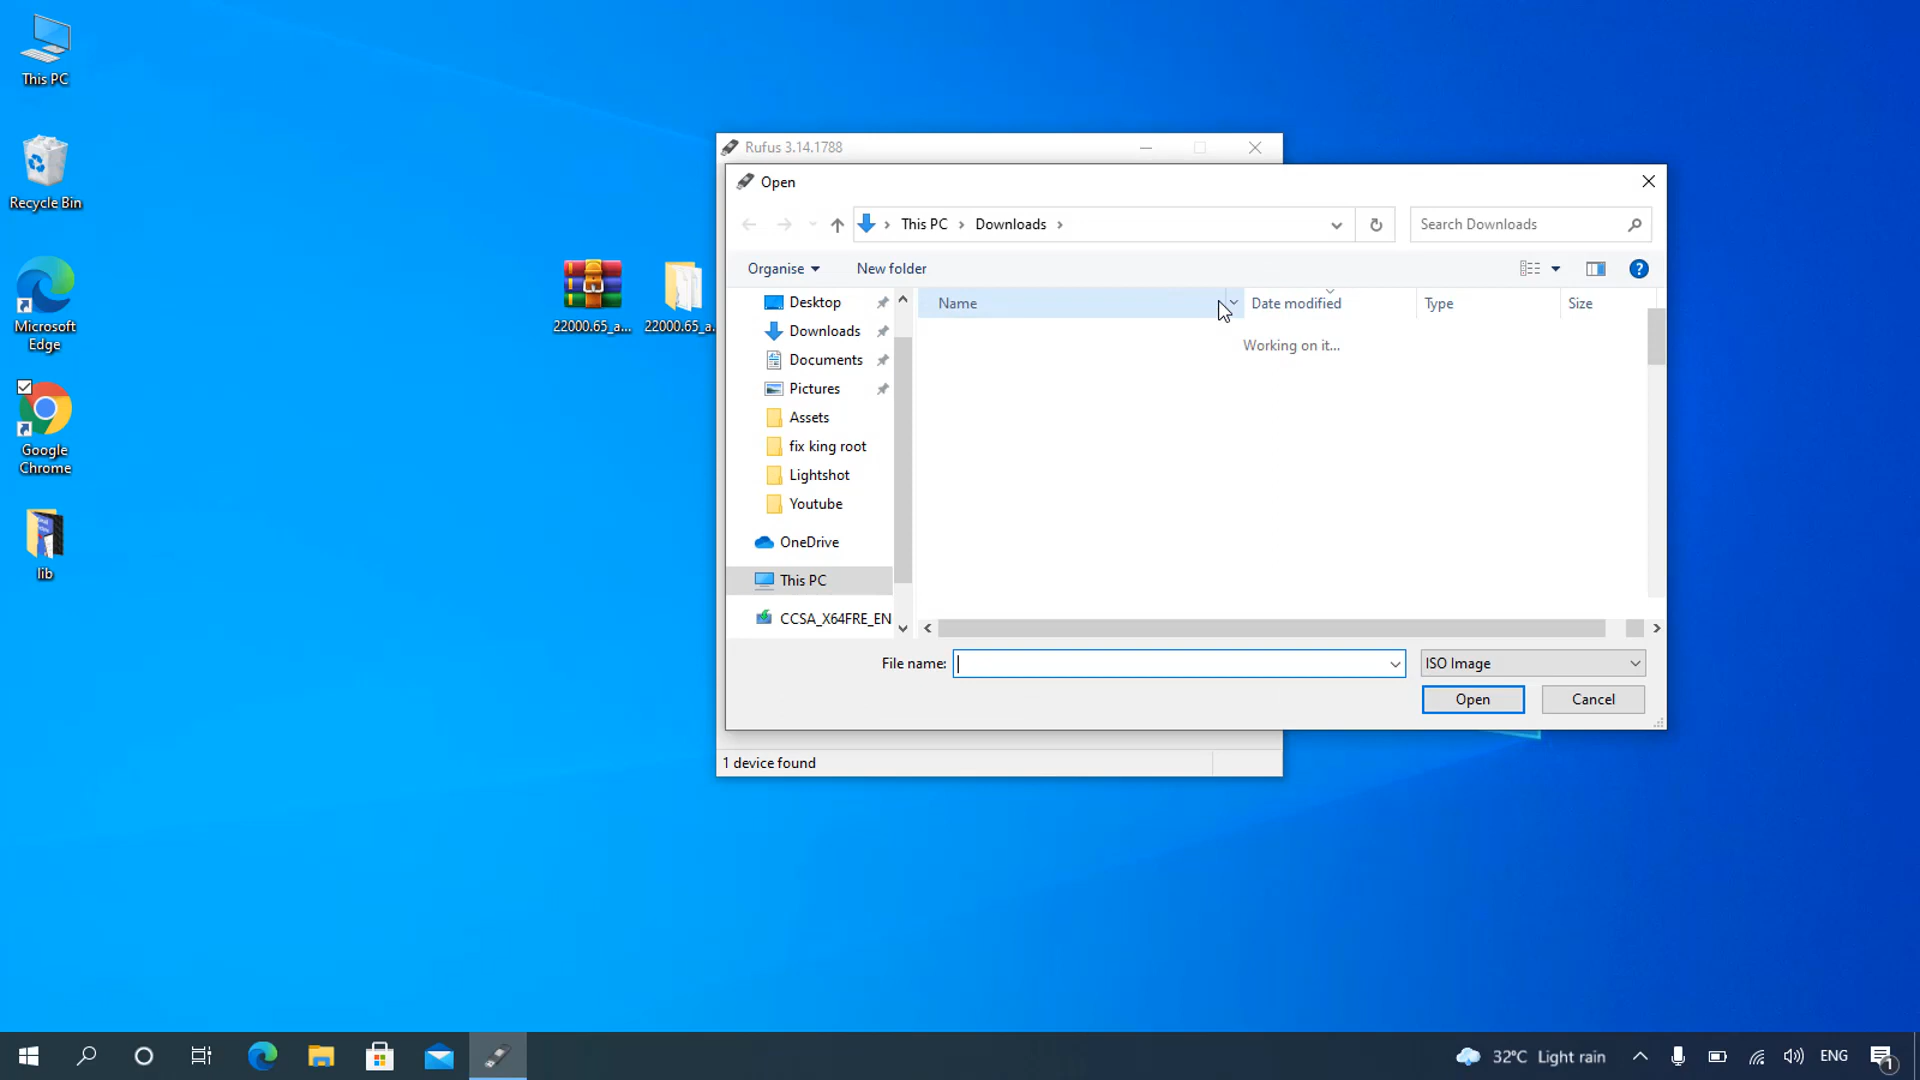 This PC
Recycle Bin
Microsoft
Edge
Google
Chrome
lib
22000.65_a...
22000.65_a.
Rufus 3.14.1788
Open
This PC
Downloads
Search Downloads
Organise
New folder
Desktop
Downloads
Documents
Pictures
Assets
fix king root
Lightshot
Youtube
OneDrive
This PC
CCSA_X64FRE_EN
Name
Date modified
Type
Size
Working on it...
File name:
ISO Image
Open
Cancel
1 device found
32°C Light rain
ENG
1